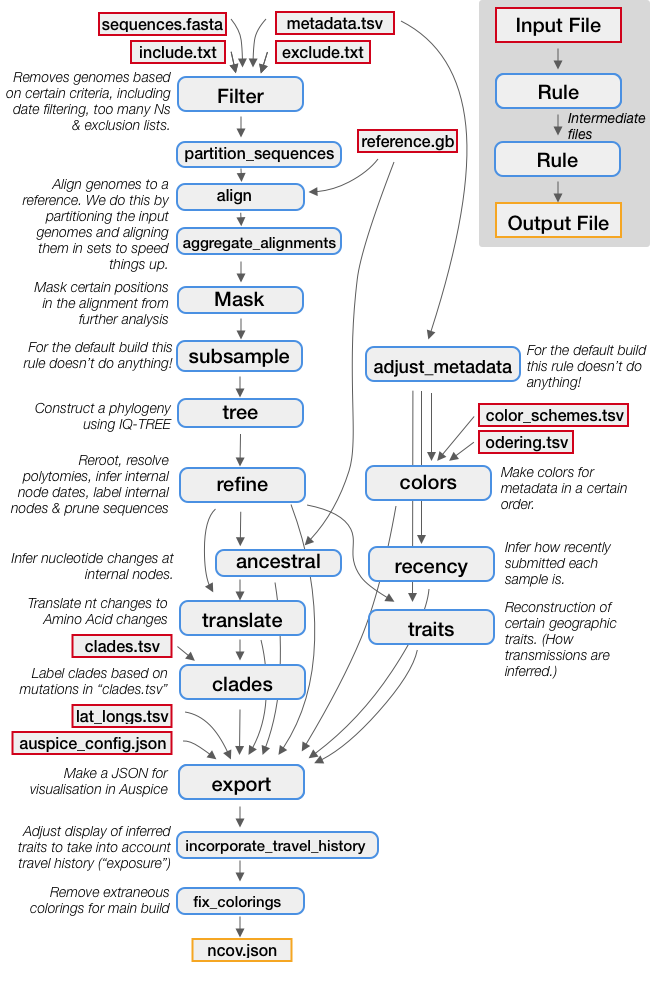 sequences.fasta
metadata.tsv
include.txt
exclude.txt
Input File
Rule
Intermediate
files
Rule
Output File
Removes genomes based
on certain criteria, including
date filtering, too many Ns
& exclusion lists.
Filter
partition_sequences
reference.gb
Align genomes to a
reference. We do this by
partitioning the input
genomes and aligning
them in sets to speed
things up.
align
aggregate_alignments
Mask certain positions
in the alignment from
further analysis
Mask
For the default build this
rule doesn't do anything!
subsample
adjust_metadata
For the default build
this rule doesn't do
anything!
Construct a phylogeny
using IQ-TREE
tree
color_schemes.tsv
odering.tsv
Reroot, resolve
polytomies, infer internal
node dates, label internal
nodes & prune sequences
refine
colors
Make colors for
metadata in a certain
order.
Infer nucleotide changes at
internal nodes.
ancestral
recency
Infer how recently
submitted each
sample is.
Translate nt changes to
Amino Acid changes
translate
traits
Reconstruction of
certain geographic
traits. (How
transmissions are
inferred.)
clades.tsv
Label clades based on
mutations in “clades.tsv”
clades
lat_longs.tsv
auspice_config.json
Make a JSON for
visualisation in Auspice
export
Adjust display of inferred
traits to take into account
travel history (“exposure”)
incorporate_travel_history
Remove extraneous
colorings for main build
fix_colorings
ncov.json